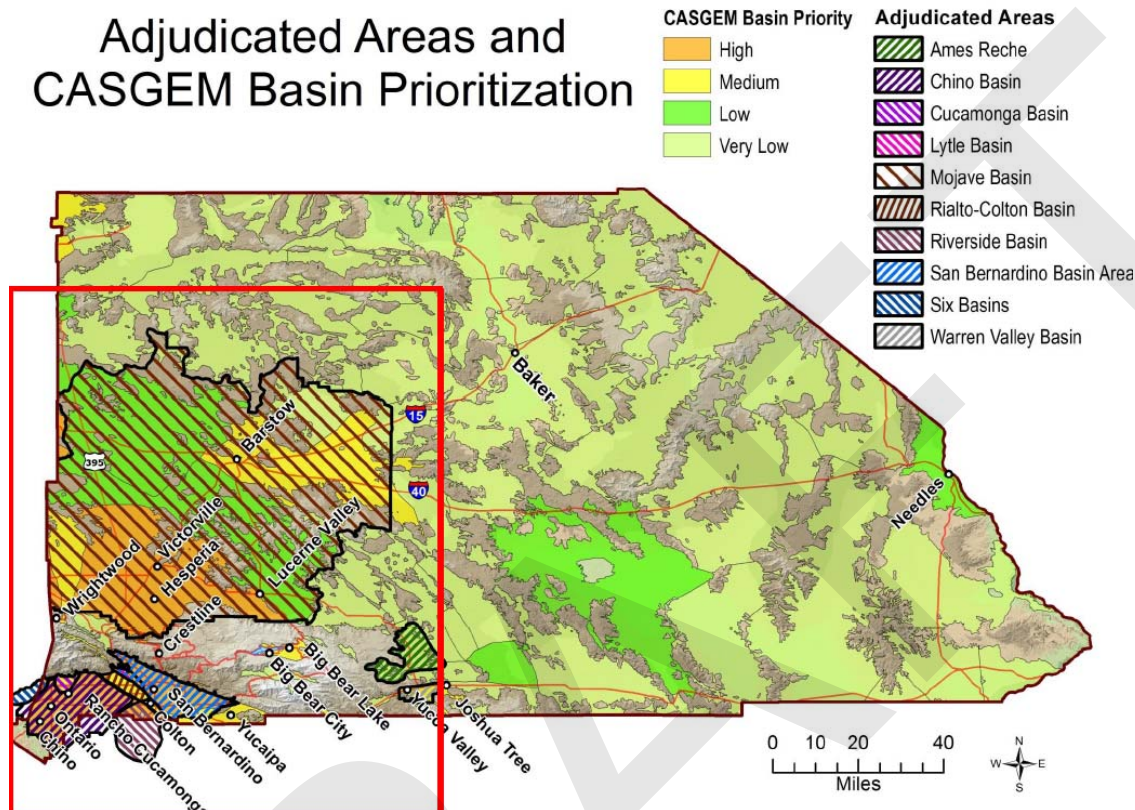 Adjudicated Areas and
CASGEM Basin Prioritization
CASGEM Basin Priority
High
Medium
Low
Very Low
Adjudicated Areas
Ames Reche
Chino Basin
Cucamonga Basin
Lytle Basin
Mojave Basin
Rialto-Colton Basin
Riverside Basin
San Bernardino Basin Area
Six Basins
Warren Valley Basin
Baker
15
Barstow
395
40
Needles
Victorville
Hesperia
Lucerne Valley
Wrightwood
Crestline
Big Bear Lake
Big Bear City
Joshua Tree
Yucca Valley
San Bernardino
Yucaipa
Colton
Rancho Cucamonga
Ontario
Chino
0 10 20 40
Miles
N
W E
S
DRAFT